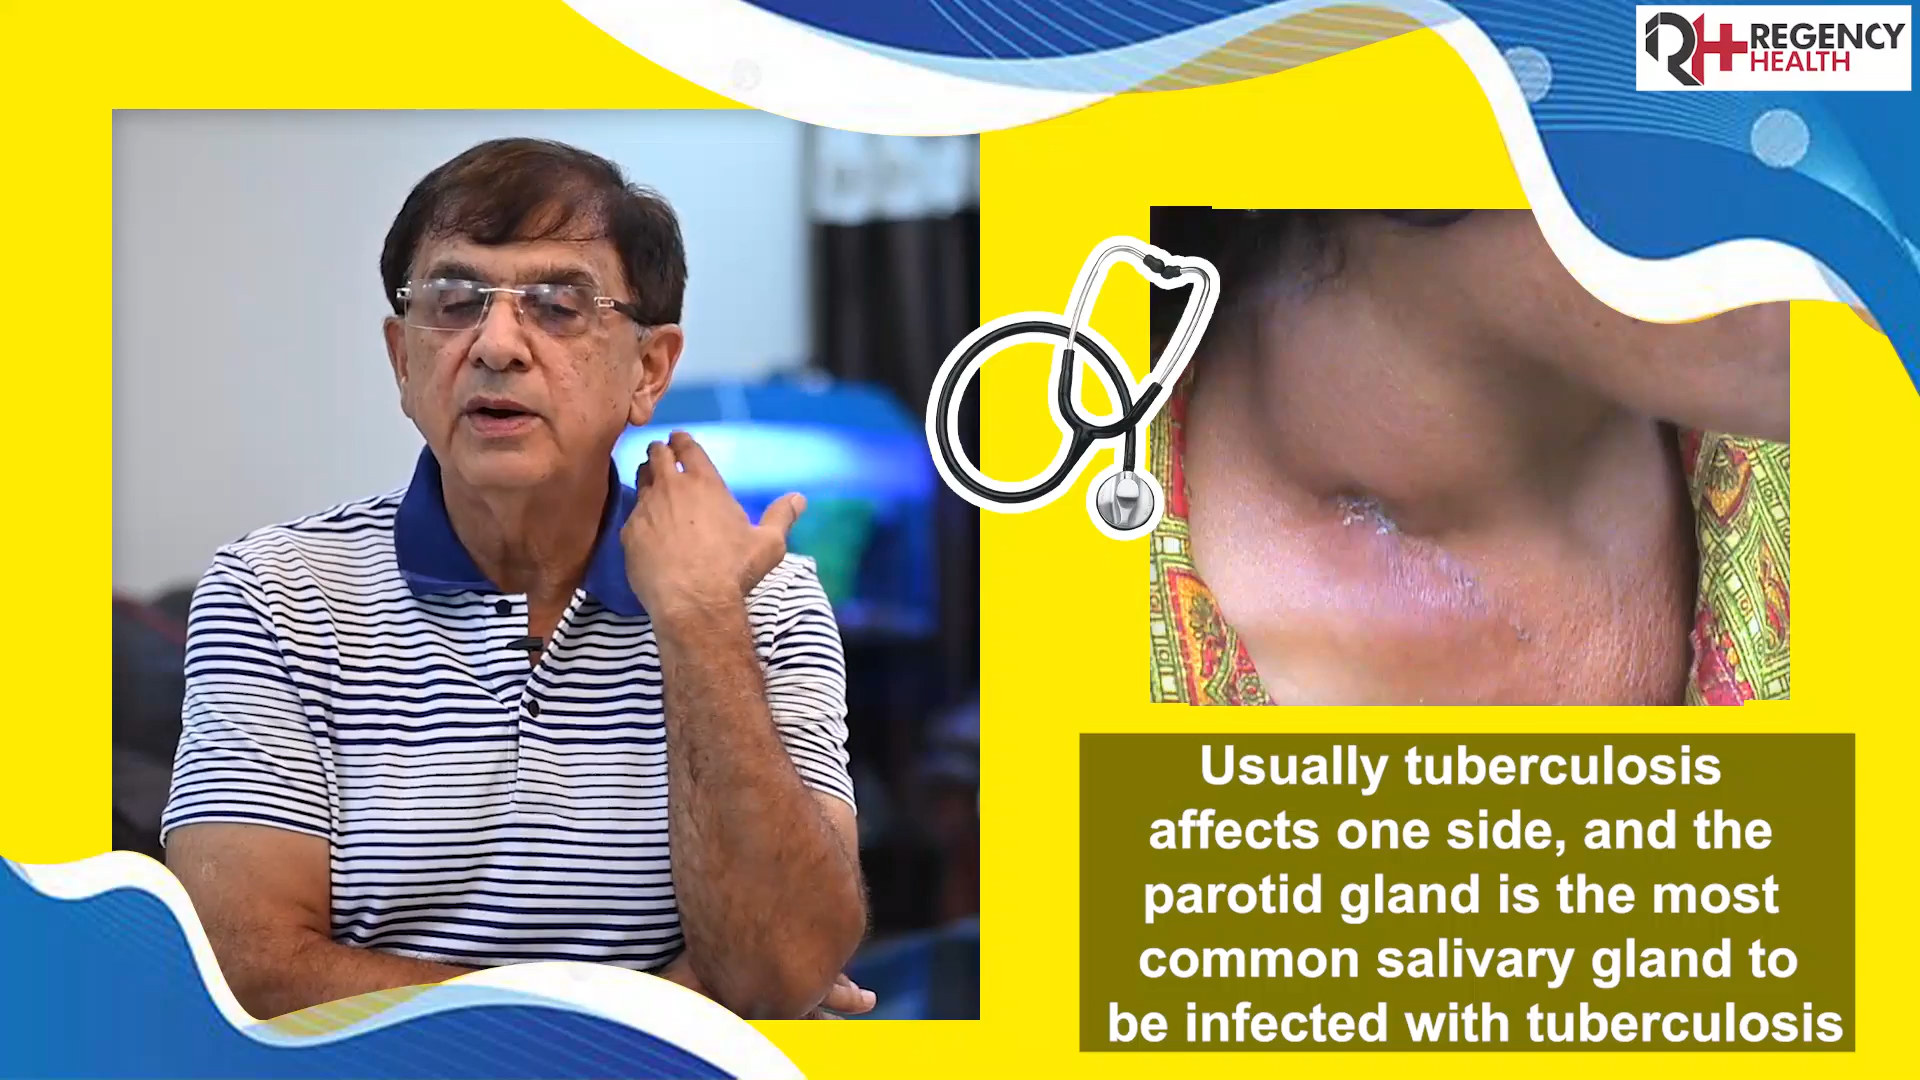 REGENCY
HEALTH
Usually tuberculosis
affects one side, and the
parotid gland is the most
common salivary gland to
be infected with tuberculosis